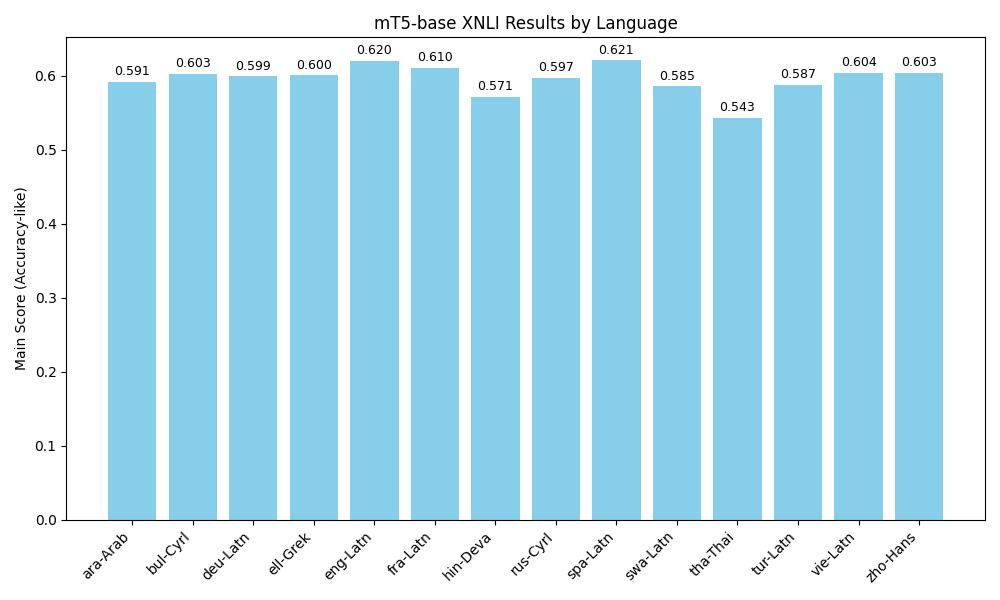 mT5-base XNLI Results by Language
Main Score (Accuracy-like)
0.6
0.5
0.4
0.3
0.2
0.1
0.0
0.591
0.603
0.599
0.600
0.620
0.610
0.571
0.597
0.621
0.585
0.543
0.587
0.604
0.603
ara-Arab
bul-Cyrl
deu-Latn
ell-Grek
eng-Latn
fra-Latn
hin-Deva
rus-Cyrl
spa-Latn
swa-Latn
tha-Thai
tur-Latn
vie-Latn
zho-Hans